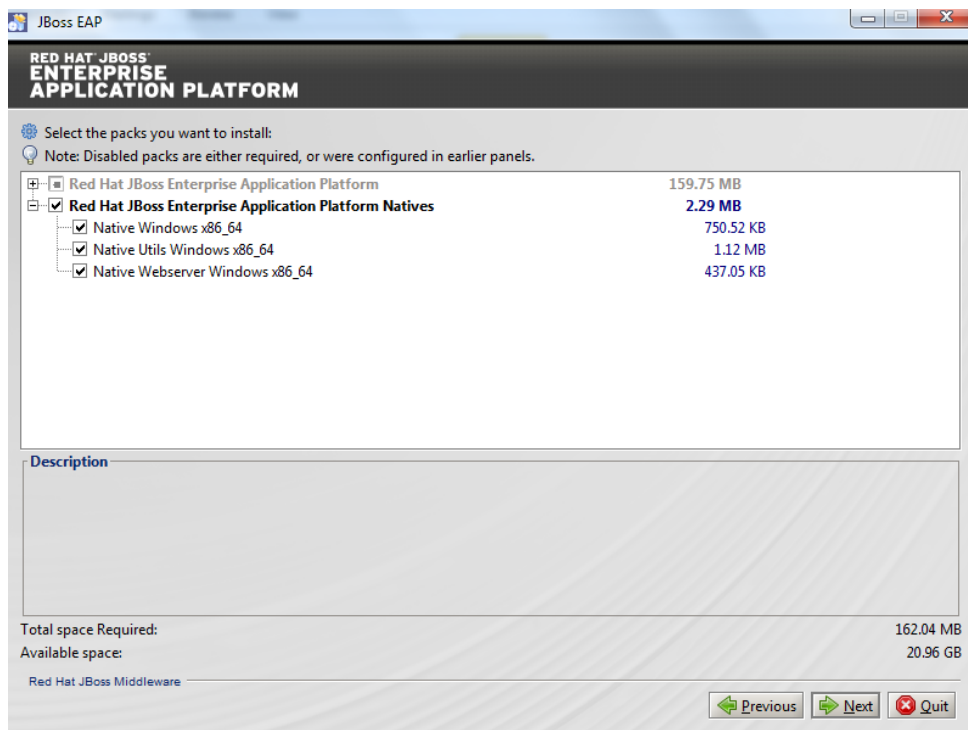 JBoss EAP
RED HAT® JBOSS®
ENTERPRISE
APPLICATION PLATFORM
Select the packs you want to install:
Note: Disabled packs are either required, or were configured in earlier panels.
Red Hat JBoss Enterprise Application Platform 159.75 MB
Red Hat JBoss Enterprise Application Platform Natives 2.29 MB
Native Windows x86_64 750.52 KB
Native Utils Windows x86_64 1.12 MB
Native Webserver Windows x86_64 437.05 KB
Description
Total space Required: 162.04 MB
Available space: 20.96 GB
Red Hat JBoss Middleware
Previous Next Quit